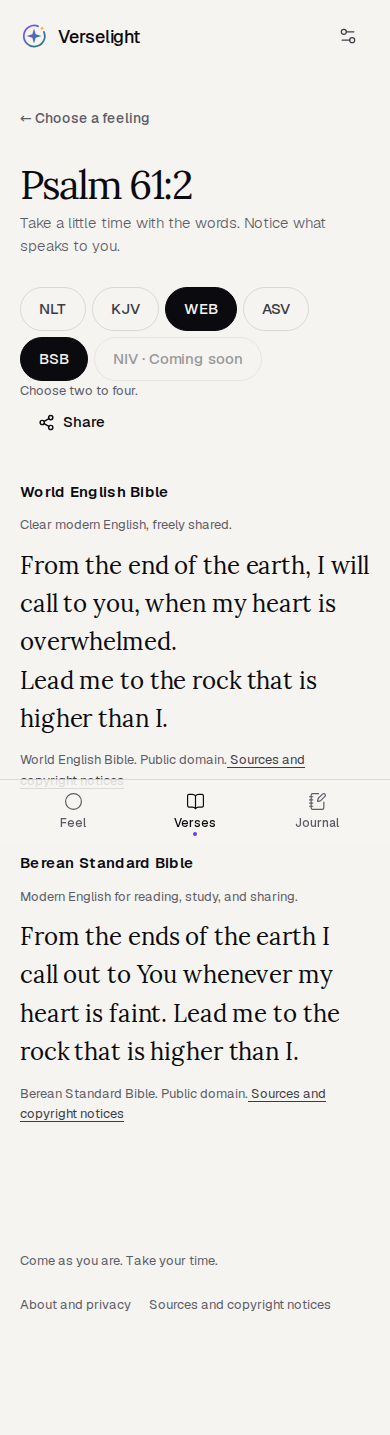 Verselight
← Choose a feeling
Psalm 61:2
Take a little time with the words. Notice what
speaks to you.
NLT
KJV
WEB
ASV
BSB
NIV · Coming soon
Choose two to four.
Share
World English Bible
Clear modern English, freely shared.
From the end of the earth, I will
call to you, when my heart is
overwhelmed.
Lead me to the rock that is
higher than I.
World English Bible. Public domain. Sources and
copyright notices
Feel
Verses
Journal
Berean Standard Bible
Modern English for reading, study, and sharing.
From the ends of the earth I
call out to You whenever my
heart is faint. Lead me to the
rock that is higher than I.
Berean Standard Bible. Public domain. Sources and
copyright notices
Come as you are. Take your time.
About and privacy
Sources and copyright notices